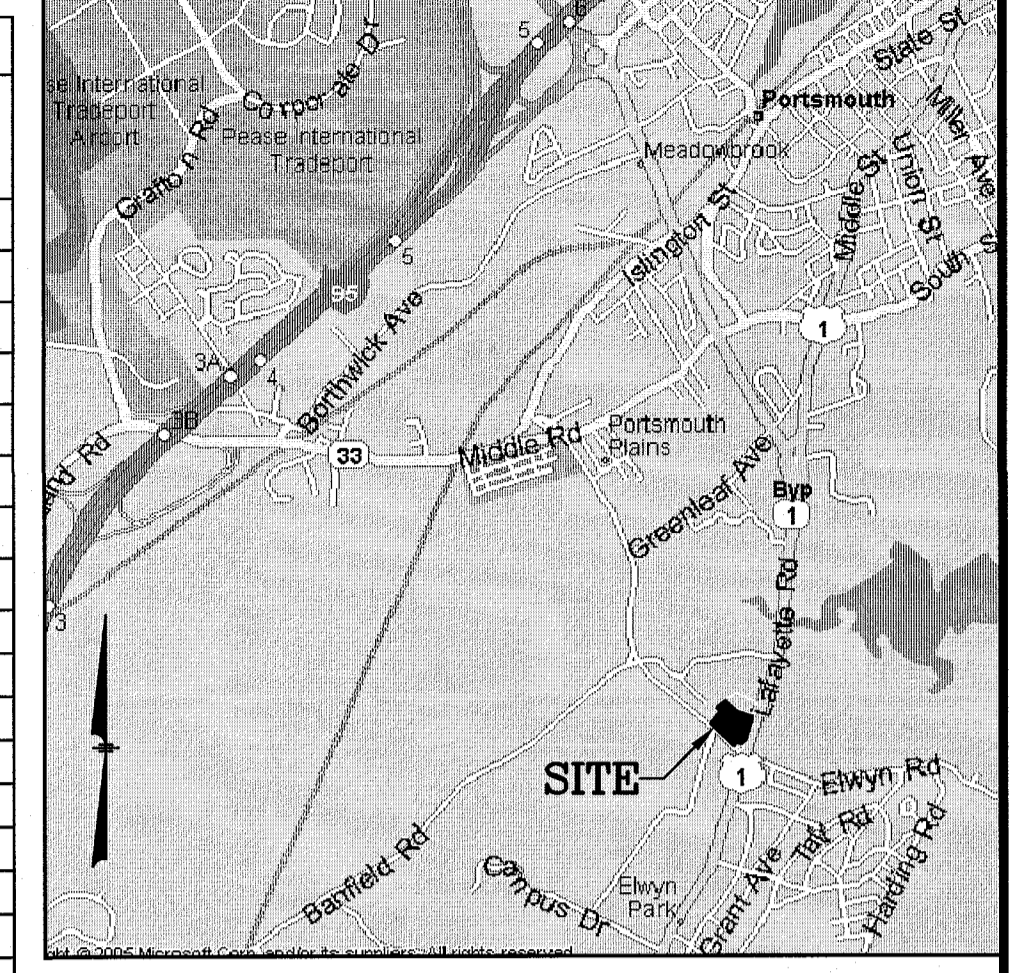 6
5
State St
se International
Tradeport
Airport
Corporate Dr
Portsmouth
Miller Ave
Grafton Rd
Pease International
Tradeport
Meadowbrook
Union St
Middle St
Islington St
South S
5
95
1
Borthwick Ave
3A
4
3B
Portsmouth
Plains
Middle Rd
33
land Rd
Greenleaf Ave
Byp
1
3
Lafayette Rd
SITE
1
Elwyn Rd
Taft Rd
Harding Rd
Banfield Rd
Campus Dr
Elwyn
Park
Grant Ave
ght © 2005 Microsoft Corp. and/or its suppliers. All rights reserved